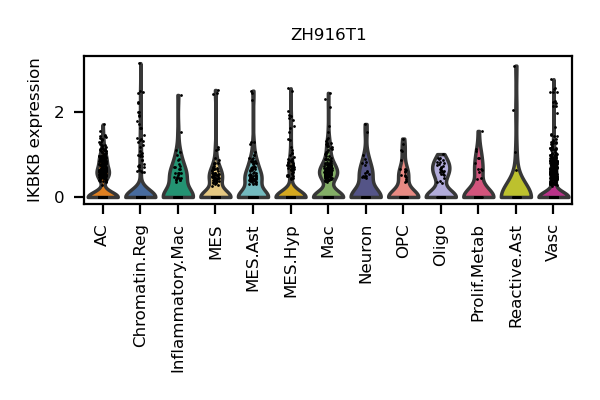 ZH916T1
IKBKB expression
2
0
AC
Chromatin.Reg
Inflammatory.Mac
MES
MES.Ast
MES.Hyp
Mac
Neuron
OPC
Oligo
Prolif.Metab
Reactive.Ast
Vasc